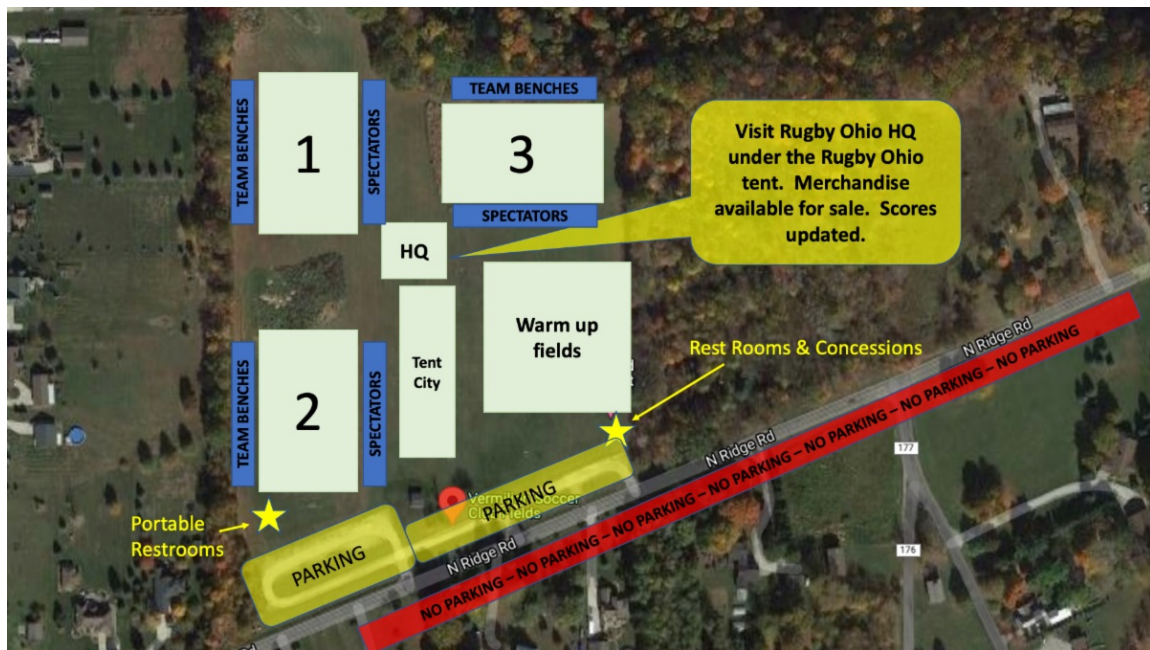 TEAM BENCHES
1
SPECTATORS
TEAM BENCHES
3
SPECTATORS
Visit Rugby Ohio HQ
under the Rugby Ohio
tent. Merchandise
available for sale. Scores
updated.
HQ
Warm up
fields
Tent
City
TEAM BENCHES
2
SPECTATORS
Rest Rooms & Concessions
N Ridge Rd
N Ridge Rd
N Ridge Rd
177
176
Portable
Restrooms
PARKING
PARKING
Soccer
NO PARKING – NO PARKING – NO PARKING – NO PARKING – NO PARKING – NO PARKING – NO PARKING
Rd